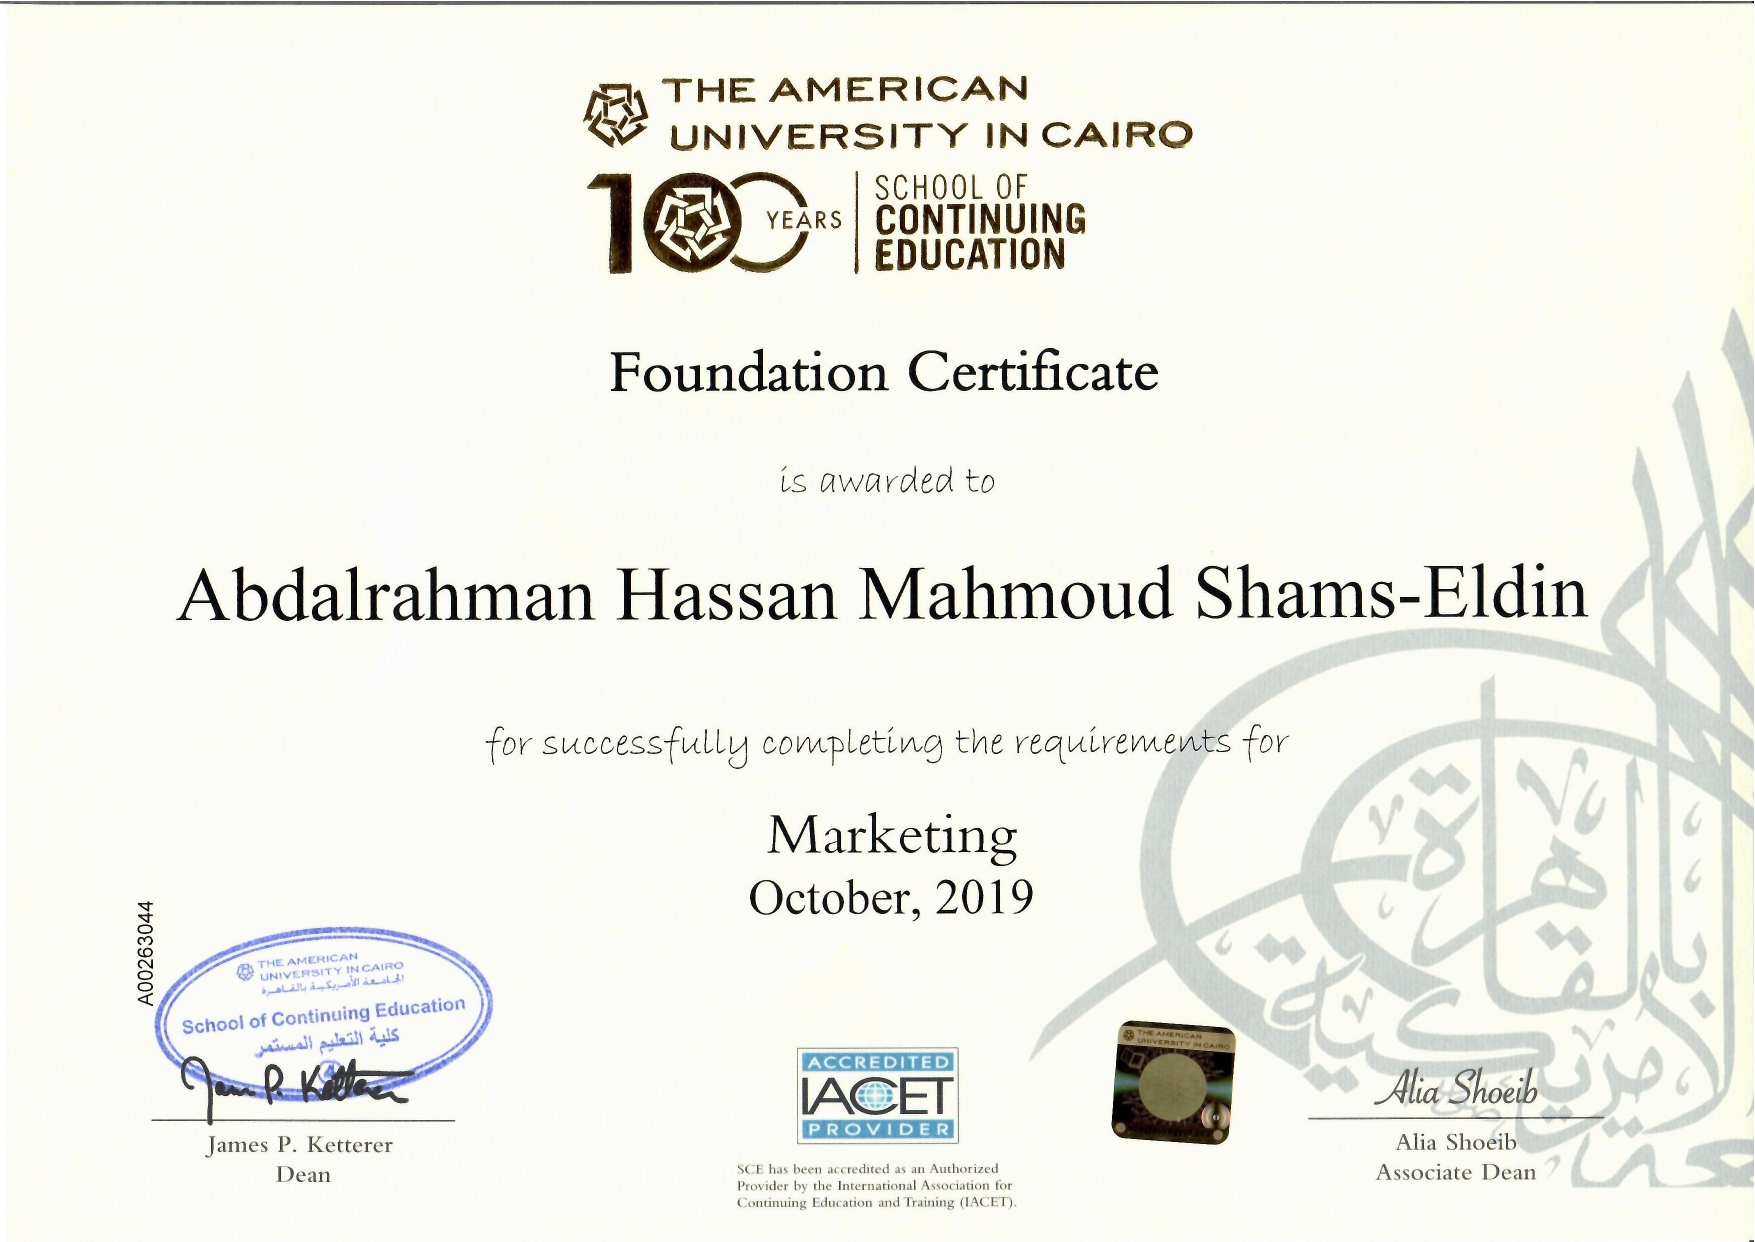 THE AMERICAN
UNIVERSITY IN CAIRO
100 YEARS
SCHOOL OF
CONTINUING
EDUCATION
Foundation Certificate
is awarded to
Abdalrahman Hassan Mahmoud Shams-Eldin
for successfully completing the requirements for
Marketing
October, 2019
A00263044
THE AMERICAN
UNIVERSITY IN CAIRO
الجامعة الأمريكية بالقاهرة
School of Continuing Education
كلية التعليم المستمر
James P. Ketterer
James P. Ketterer
Dean
ACCREDITED
IACET
PROVIDER
SCE has been accredited as an Authorized
Provider by the International Association for
Continuing Education and Training (IACET).
THE AMERICAN
UNIVERSITY IN CAIRO
Alia Shoeib
Alia Shoeib
Associate Dean